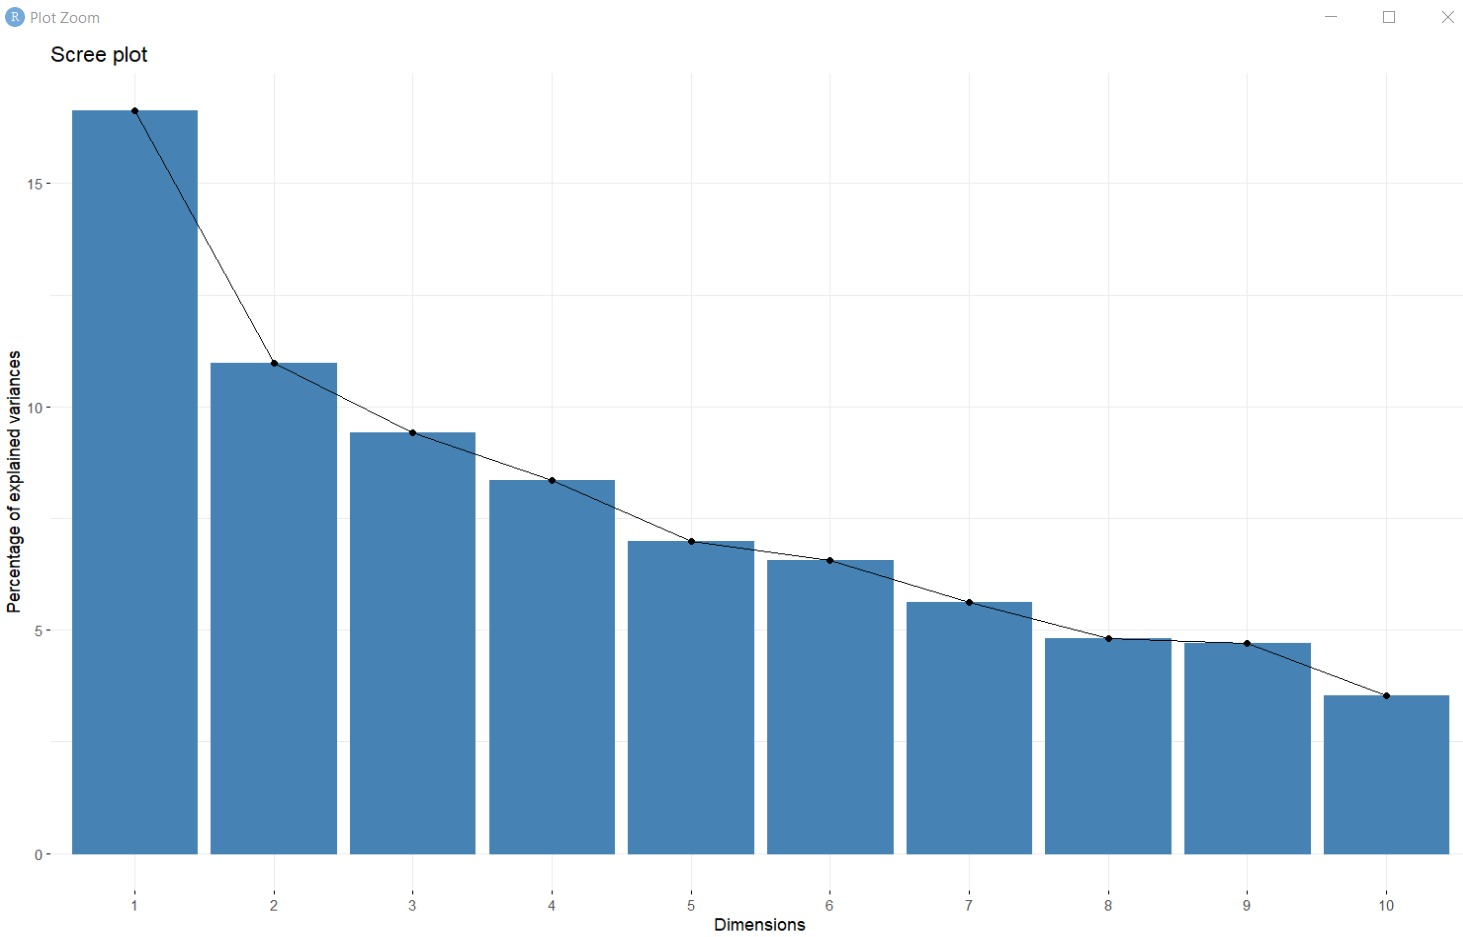 R Plot Zoom
Scree plot
Percentage of explained variances
15
10
5
0
1 2 3 4 5 6 7 8 9 10
Dimensions